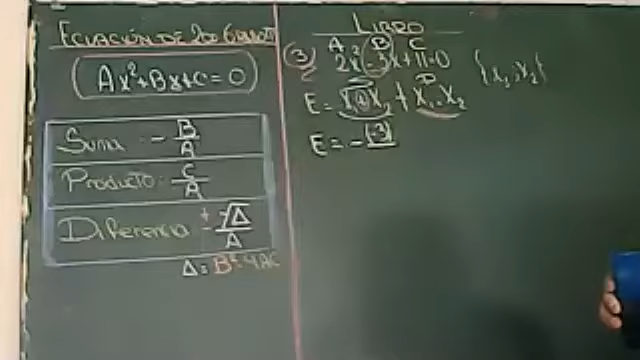 ECUACIÓN DE 2DO GRADO
Ax²+Bx+C=0
Suma: -B/A
Producto: C/A
Diferencia ±√Δ/A
Δ=B²-4AC
LIBRO
A B C
3) 2x²-3x+11=0 {x₁,x₂}
E=x₁+x₂+x₁.x₂
E=-(-3)